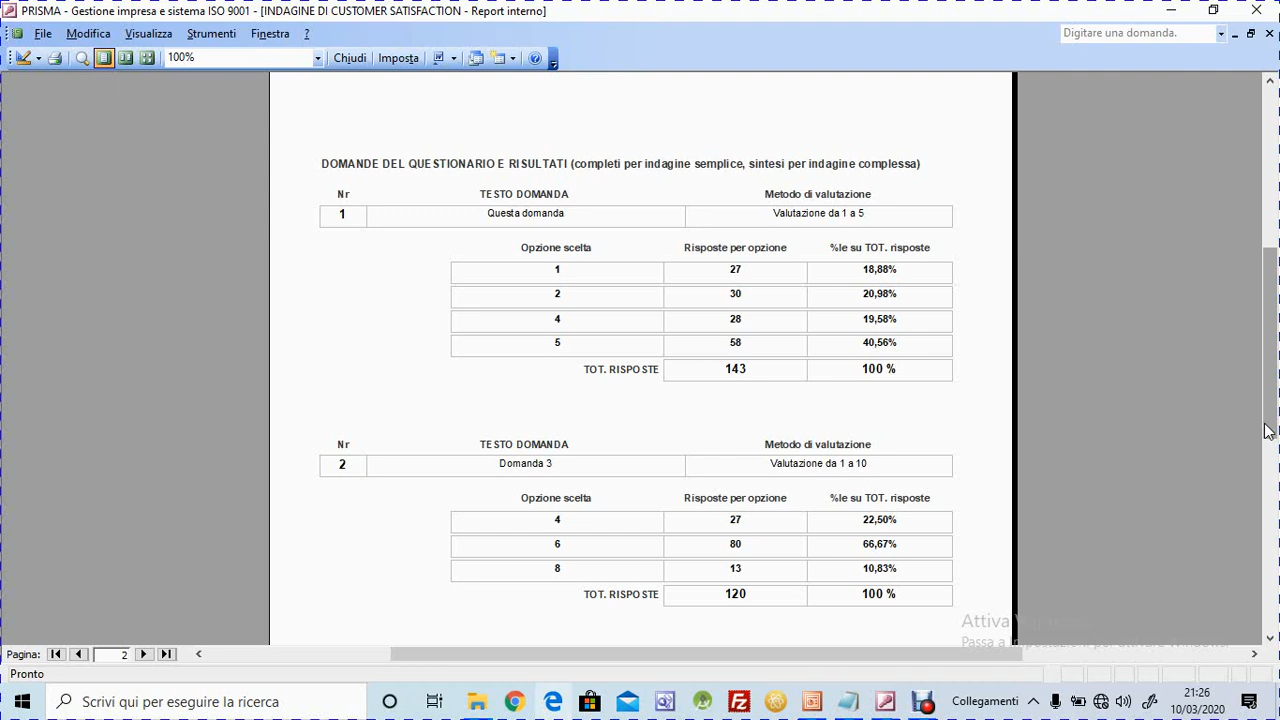 PRISMA - Gestione impresa e sistema ISO 9001 - [INDAGINE DI CUSTOMER SATISFACTION - Report interno]
File Modifica Visualizza Strumenti Finestra ? Digitare una domanda.
100% Chiudi Imposta
DOMANDE DEL QUESTIONARIO E RISULTATI (completi per indagine semplice, sintesi per indagine complessa)
Nr TESTO DOMANDA Metodo di valutazione
1 Questa domanda Valutazione da 1 a 5
Opzione scelta Risposte per opzione %le su TOT. risposte
1 27 18,88%
2 30 20,98%
4 28 19,58%
5 58 40,56%
TOT. RISPOSTE 143 100 %
Nr TESTO DOMANDA Metodo di valutazione
2 Domanda 3 Valutazione da 1 a 10
Opzione scelta Risposte per opzione %le su TOT. risposte
4 27 22,50%
6 80 66,67%
8 13 10,83%
TOT. RISPOSTE 120 100 %
Attiva
Passa a Impostazioni per attivare Windows.
Pagina: 2
Pronto
Scrivi qui per eseguire la ricerca
Collegamenti
21:26
10/03/2020